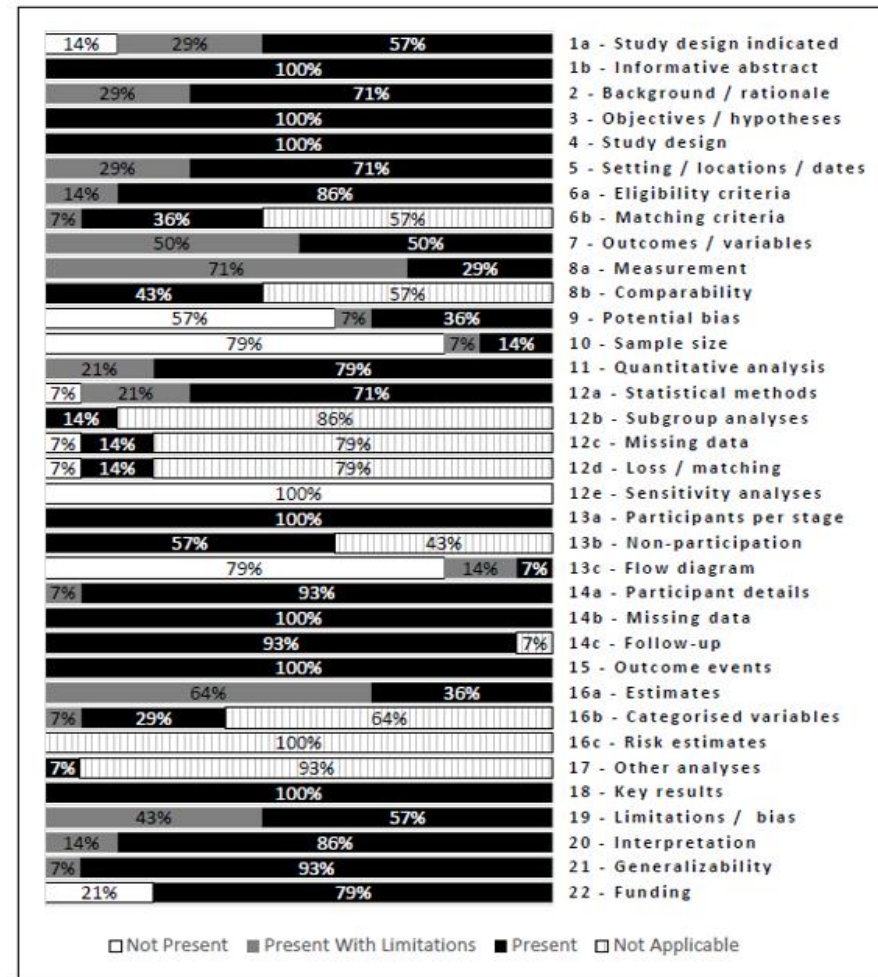 14% 29% 57% 1a - Study design indicated
100% 1b - Informative abstract
29% 71% 2 - Background / rationale
100% 3 - Objectives / hypotheses
100% 4 - Study design
29% 71% 5 - Setting / locations / dates
14% 86% 6a - Eligibility criteria
7% 36% 57% 6b - Matching criteria
50% 50% 7 - Outcomes / variables
71% 29% 8a - Measurement
43% 57% 8b - Comparability
57% 7% 36% 9 - Potential bias
79% 7% 14% 10 - Sample size
21% 79% 11 - Quantitative analysis
7% 21% 71% 12a - Statistical methods
14% 86% 12b - Subgroup analyses
7% 14% 79% 12c - Missing data
7% 14% 79% 12d - Loss / matching
100% 12e - Sensitivity analyses
100% 13a - Participants per stage
57% 43% 13b - Non-participation
79% 14% 7% 13c - Flow diagram
7% 93% 14a - Participant details
100% 14b - Missing data
93% 7% 14c - Follow-up
100% 15 - Outcome events
64% 36% 16a - Estimates
7% 29% 64% 16b - Categorised variables
100% 16c - Risk estimates
7% 93% 17 - Other analyses
100% 18 - Key results
43% 57% 19 - Limitations / bias
14% 86% 20 - Interpretation
7% 93% 21 - Generalizability
21% 79% 22 - Funding
Not Present Present With Limitations Present Not Applicable